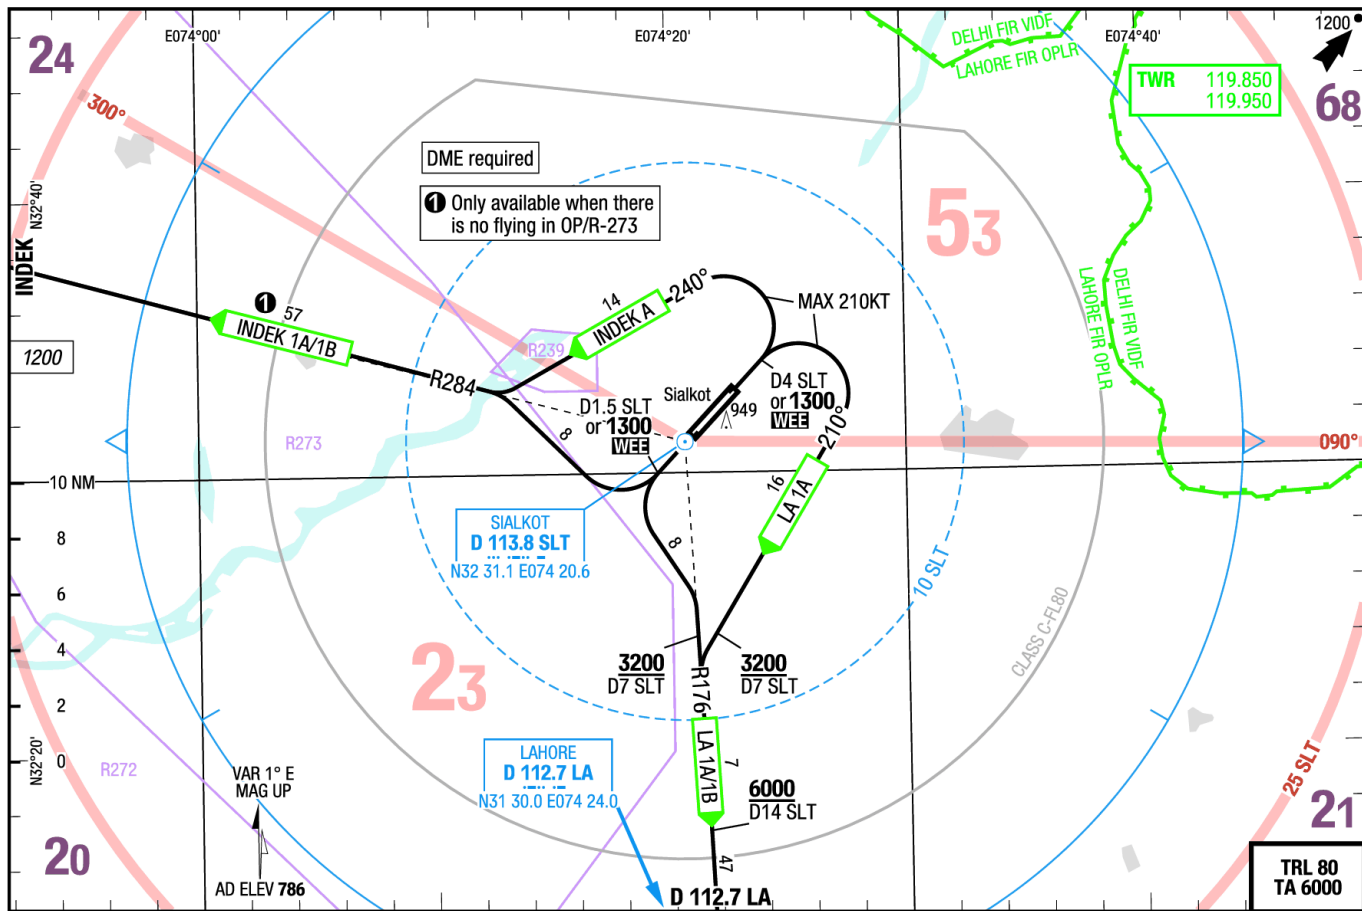 E074°00'
E074°20'
E074°40'
1200
24
68
300°
DELHI FIR VIDF
LAHORE FIR OPLR
TWR 119.850
119.950
DME required
1 Only available when there
is no flying in OP/R-273
N32°40'
53
INDEK
1
57
INDEK 1A/1B
14
INDEK A
240°
MAX 210KT
DELHI FIR VIDF
LAHORE FIR OPLR
1200
R239
R284
D1.5 SLT
or 1300
WEE
Sialkot
949
D4 SLT
or 1300
WEE
210°
R273
8
090°
10 NM
8
6
4
2
0
16
LA 1A
SIALKOT
D 113.8 SLT
N32 31.1 E074 20.6
8
10 SLT
CLASS C-FL80
23
3200
D7 SLT
3200
D7 SLT
R176
N32°20'
R272
VAR 1° E
MAG UP
LAHORE
D 112.7 LA
N31 30.0 E074 24.0
LA 1A/1B
7
6000
D14 SLT
25 SLT
21
20
AD ELEV 786
47
D 112.7 LA
TRL 80
TA 6000